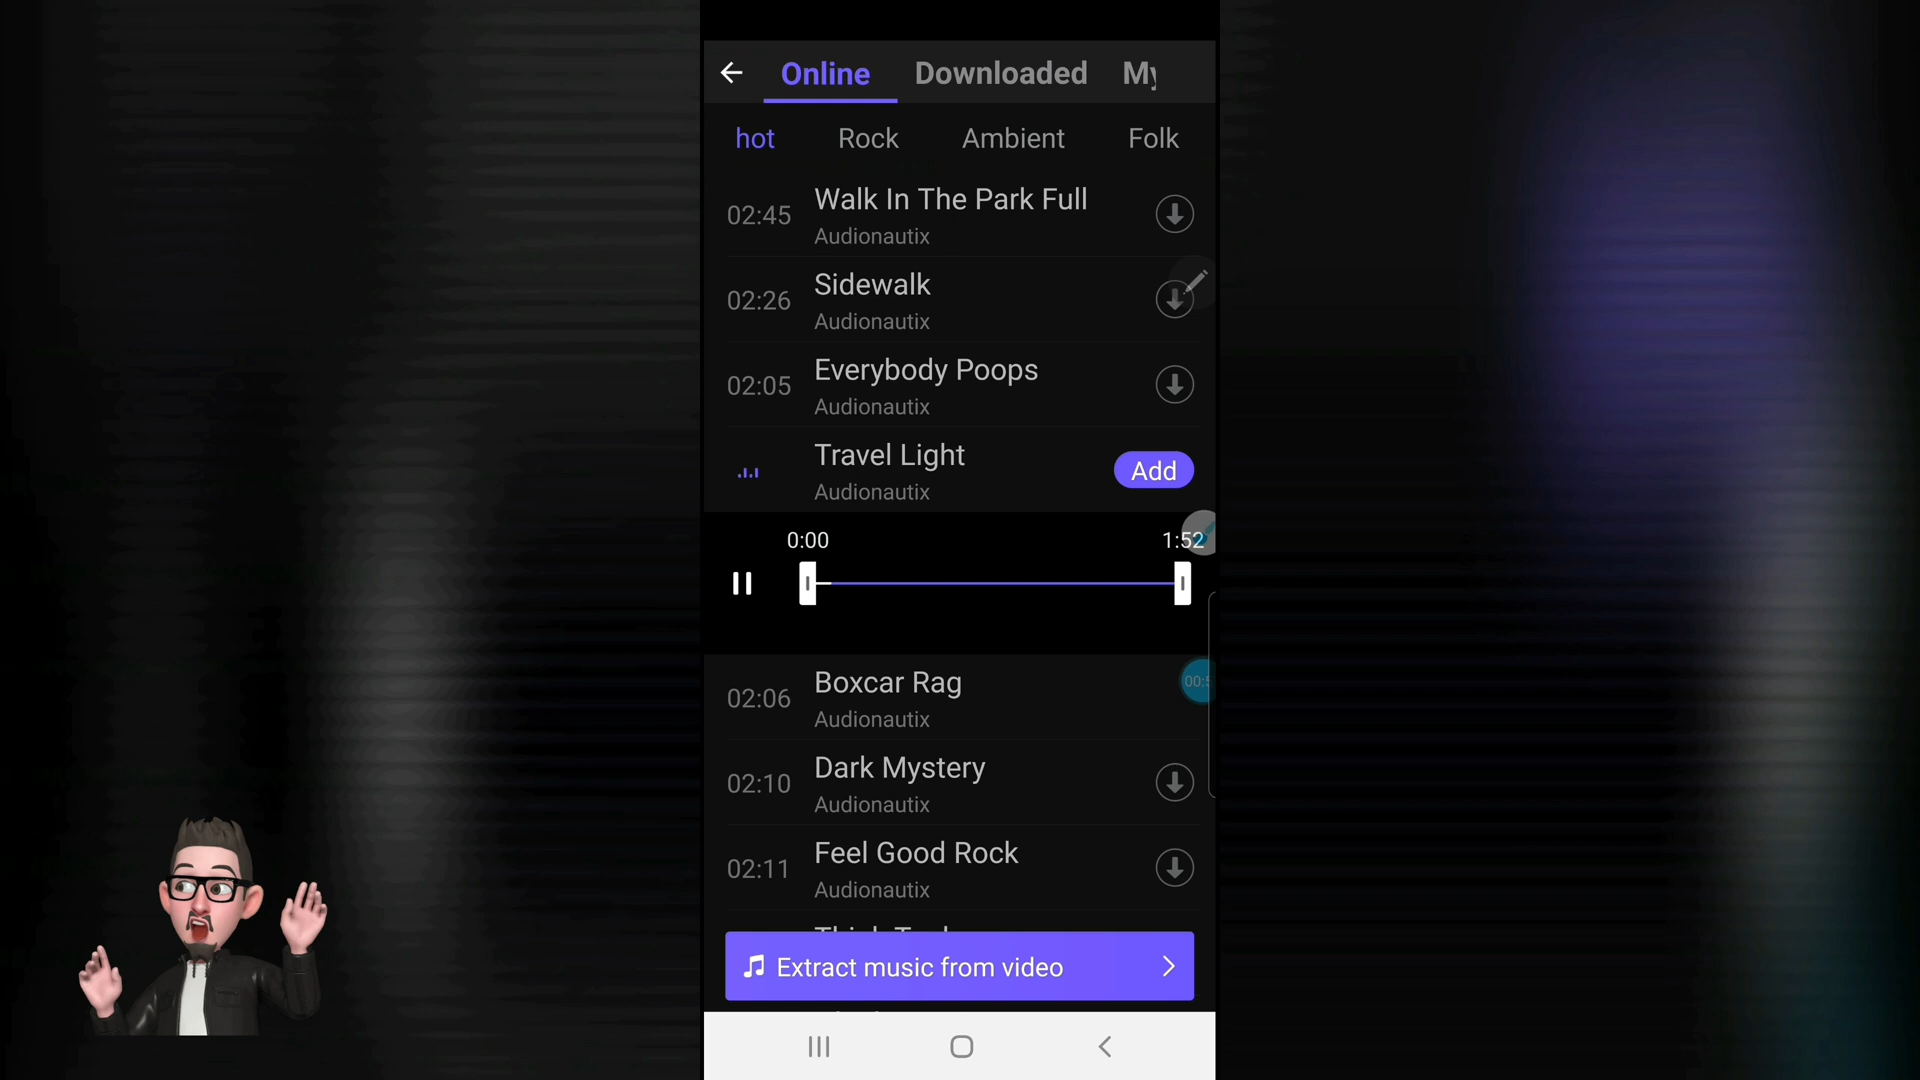 Online Downloaded My
hot Rock Ambient Folk
02:45 Walk In The Park Full
Audionautix
02:26 Sidewalk
Audionautix
02:05 Everybody Poops
Audionautix
Travel Light Add
Audionautix
0:00 1:52
Boxcar Rag
02:06
Audionautix
02:10 Dark Mystery
Audionautix
02:11 Feel Good Rock
Audionautix
Extract music from video